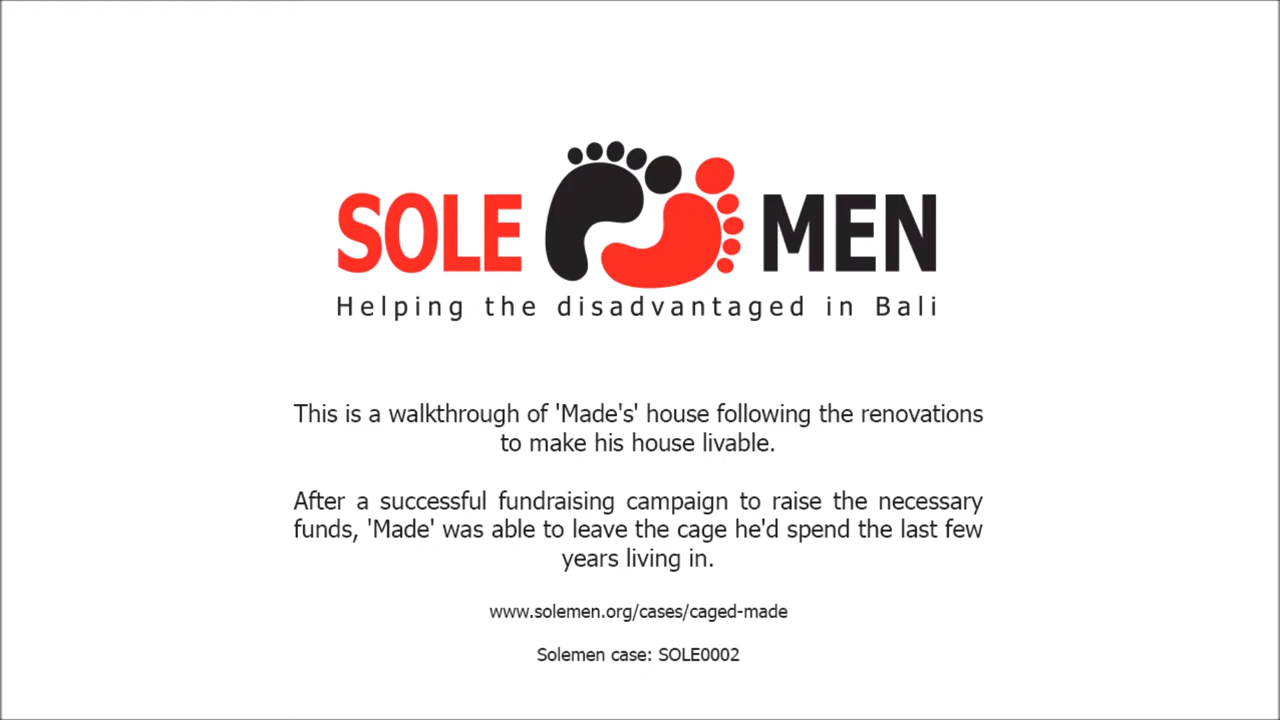 SOLE MEN
Helping the disadvantaged in Bali
This is a walkthrough of 'Made's' house following the renovations
to make his house livable.
After a successful fundraising campaign to raise the necessary
funds, 'Made' was able to leave the cage he'd spend the last few
years living in.
www.solemen.org/cases/caged-made
Solemen case: SOLE0002